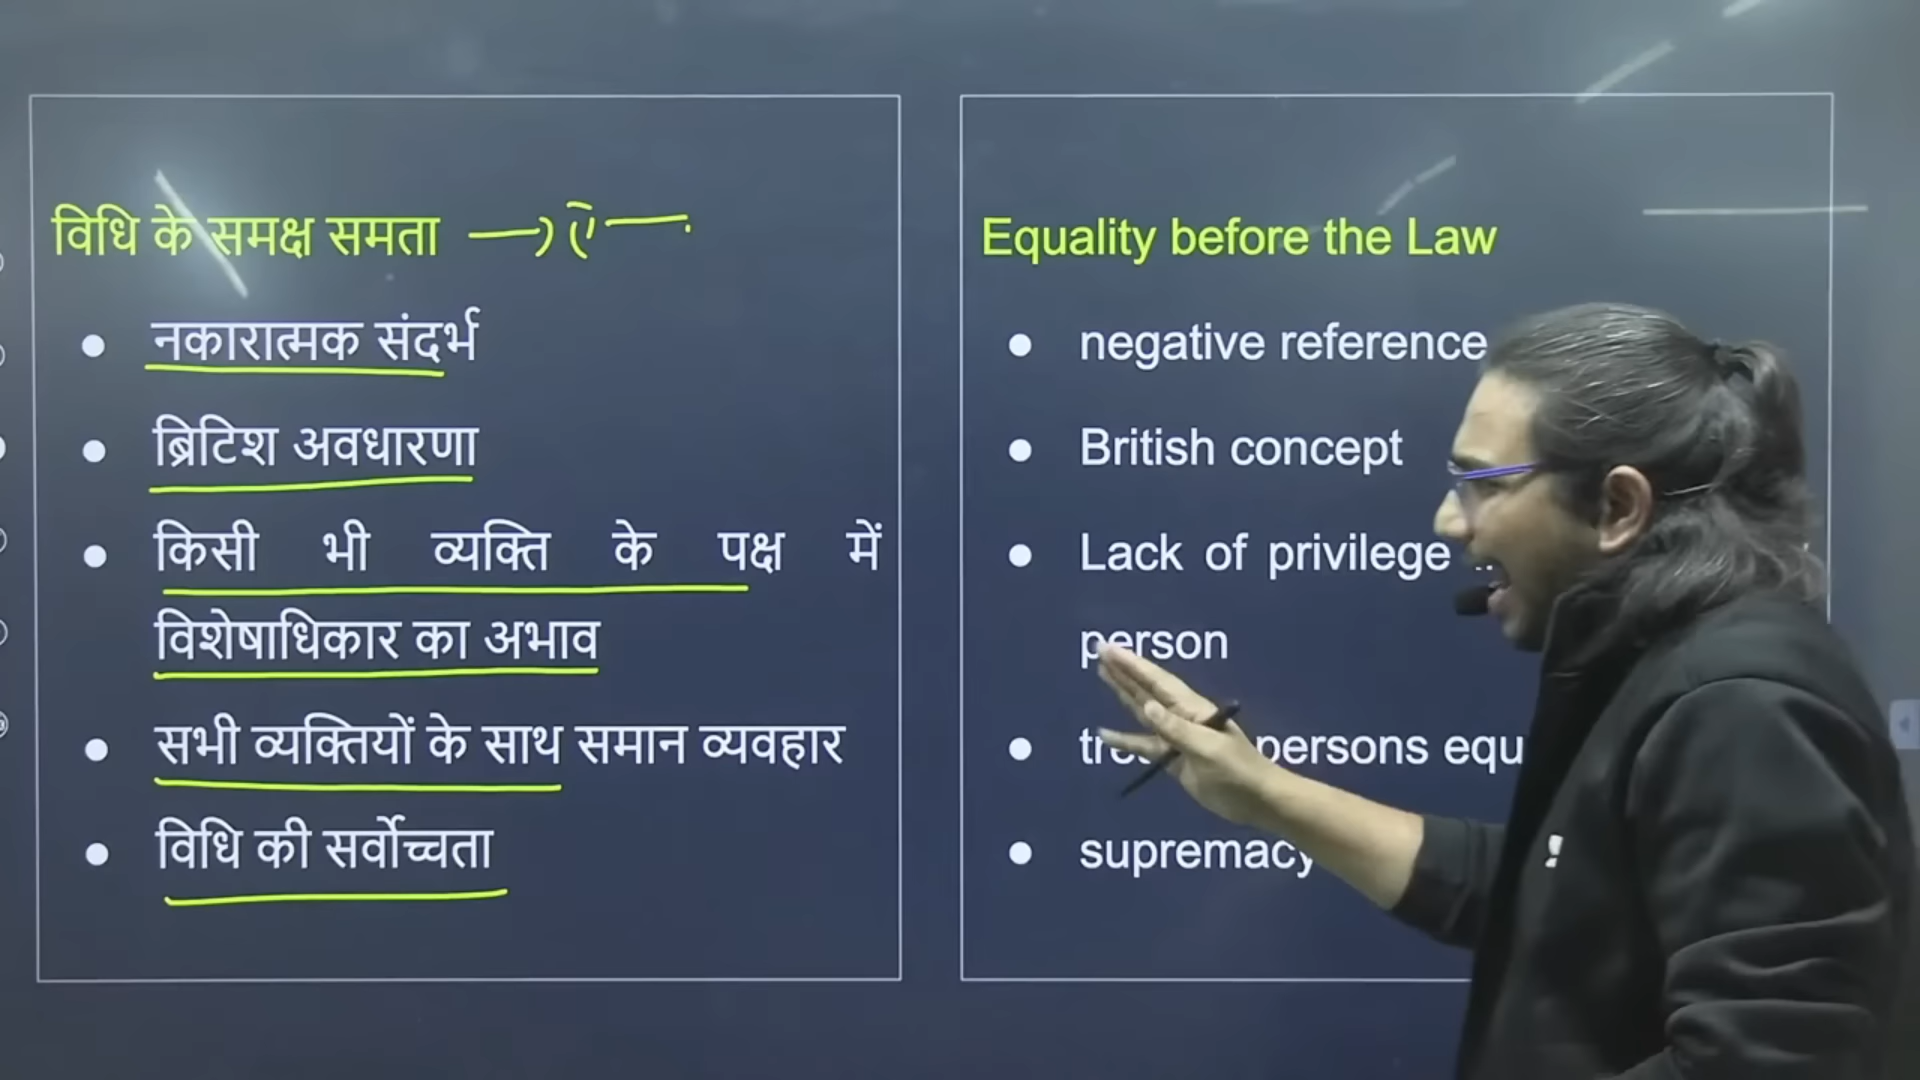 विधि के समक्ष समता
नकारात्मक संदर्भ
ब्रिटिश अवधारणा
किसी भी व्यक्ति के पक्ष में
विशेषाधिकार का अभाव
सभी व्यक्तियों के साथ समान व्यवहार
विधि की सर्वोच्चता
Equality before the Law
negative reference
British concept
Lack of privilege
person
persons
supremacy